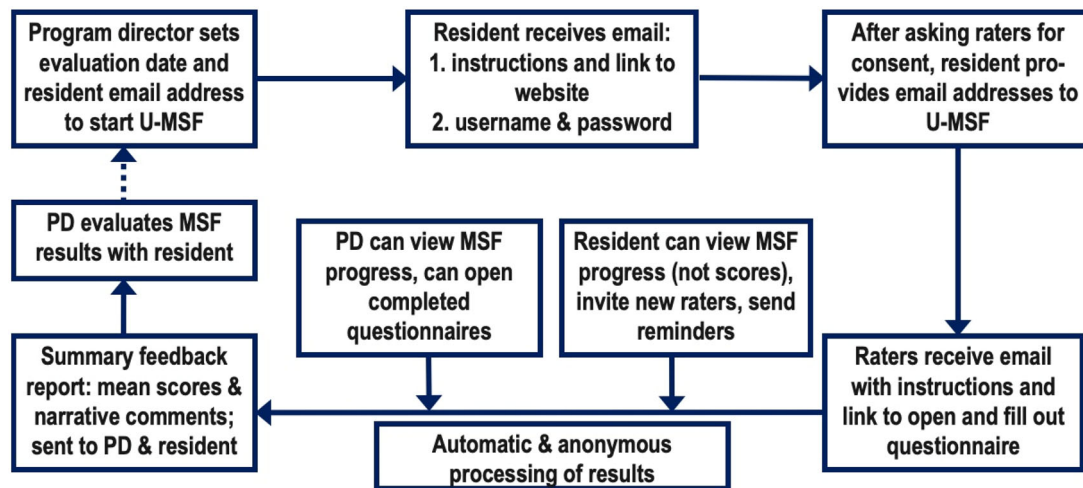 Program director sets
evaluation date and
resident email address
to start U-MSF
Resident receives email:
1. instructions and link to
website
2. username & password
After asking raters for
consent, resident pro-
vides email addresses to
U-MSF
PD evaluates MSF
results with resident
PD can view MSF
progress, can open
completed
questionnaires
Resident can view MSF
progress (not scores),
invite new raters, send
reminders
Summary feedback
report: mean scores &
narrative comments;
sent to PD & resident
Raters receive email
with instructions and
link to open and fill out
questionnaire
Automatic & anonymous
processing of results